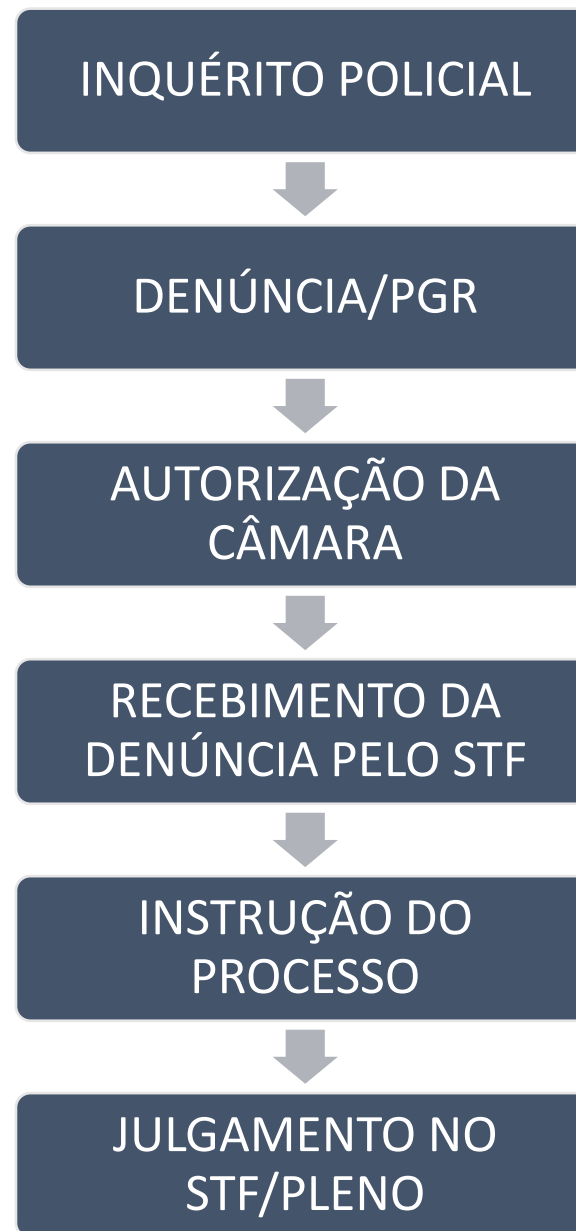 INQUÉRITO POLICIAL
DENÚNCIA/PGR
AUTORIZAÇÃO DA
CÂMARA
RECEBIMENTO DA
DENÚNCIA PELO STF
INSTRUÇÃO DO
PROCESSO
JULGAMENTO NO
STF/PLENO